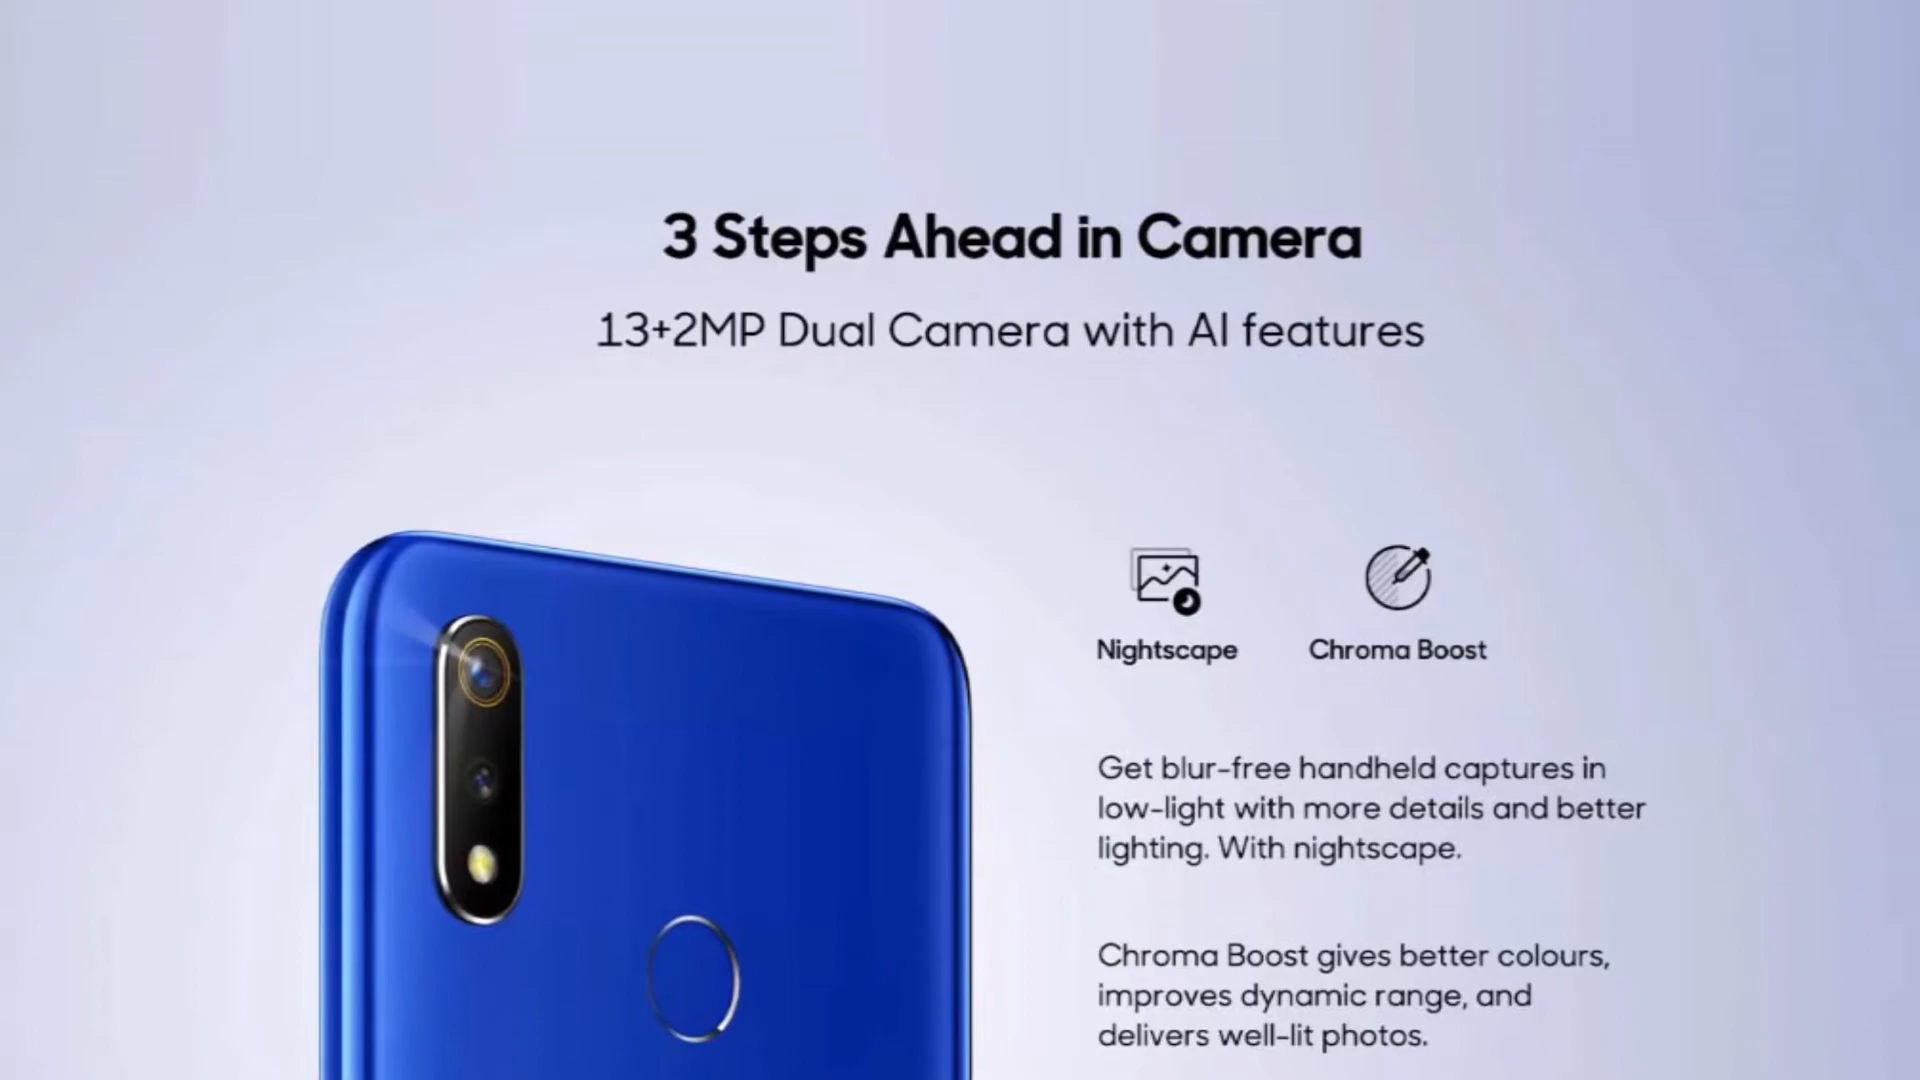 3 Steps Ahead in Camera
13+2MP Dual Camera with AI features
Nightscape
Chroma Boost
Get blur-free handheld captures in
low-light with more details and better
lighting. With nightscape.
Chroma Boost gives better colours,
improves dynamic range, and
delivers well-lit photos.